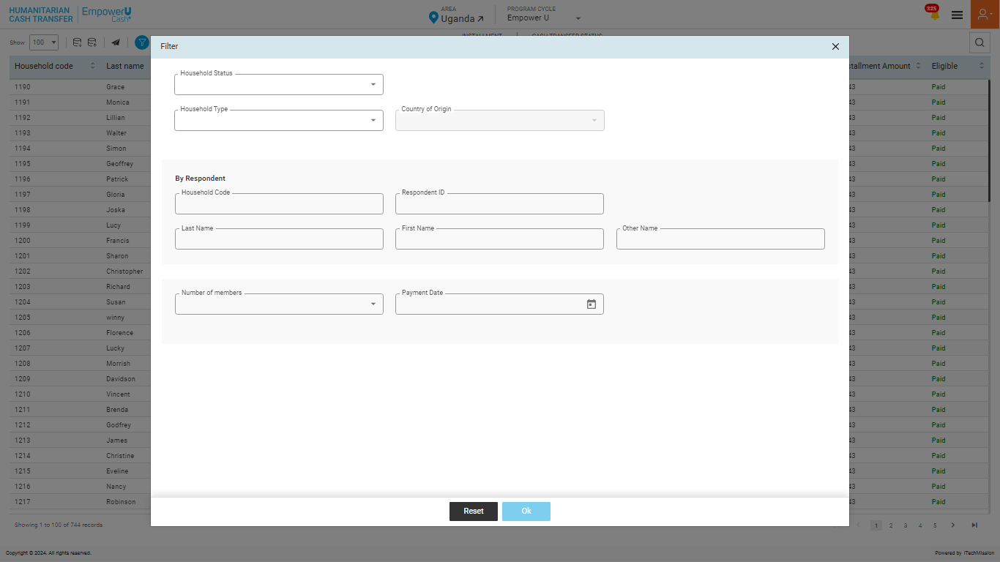 HUMANITARIAN
CASH TRANSFER
EmpowerU
Cash
AREA
Uganda
PROGRAM CYCLE
Empower U
325
Show
100
INSTALLMENT
CASH TRANSFER STATUS
Filter
Household code
Last name
stallment Amount
Eligible
Household Status
Household Type
Country of Origin
By Respondent
Household Code
Respondent ID
Last Name
First Name
Other Name
Number of members
Payment Date
1190 Grace 43 Paid
1191 Monica 43 Paid
1192 Lillian 43 Paid
1193 Walter 43 Paid
1194 Simon 43 Paid
1195 Geoffrey 43 Paid
1196 Patrick 43 Paid
1197 Gloria 43 Paid
1198 Joska 43 Paid
1199 Lucy 43 Paid
1200 Francis 43 Paid
1201 Sharon 43 Paid
1202 Christopher 43 Paid
1203 Richard 43 Paid
1204 Susan 43 Paid
1205 winny 43 Paid
1206 Florence 43 Paid
1207 Lucky 43 Paid
1208 Morrish 43 Paid
1209 Davidson 43 Paid
1210 Vincent 43 Paid
1211 Brenda 43 Paid
1212 Godfrey 43 Paid
1213 James 43 Paid
1214 Christine 43 Paid
1215 Eveline 43 Paid
1216 Nancy 43 Paid
1217 Robinson 43 Paid
Reset
Ok
Showing 1 to 100 of 744 records
1 2 3 4 5
Copyright © 2024. All rights reserved.
Powered by ITechMission